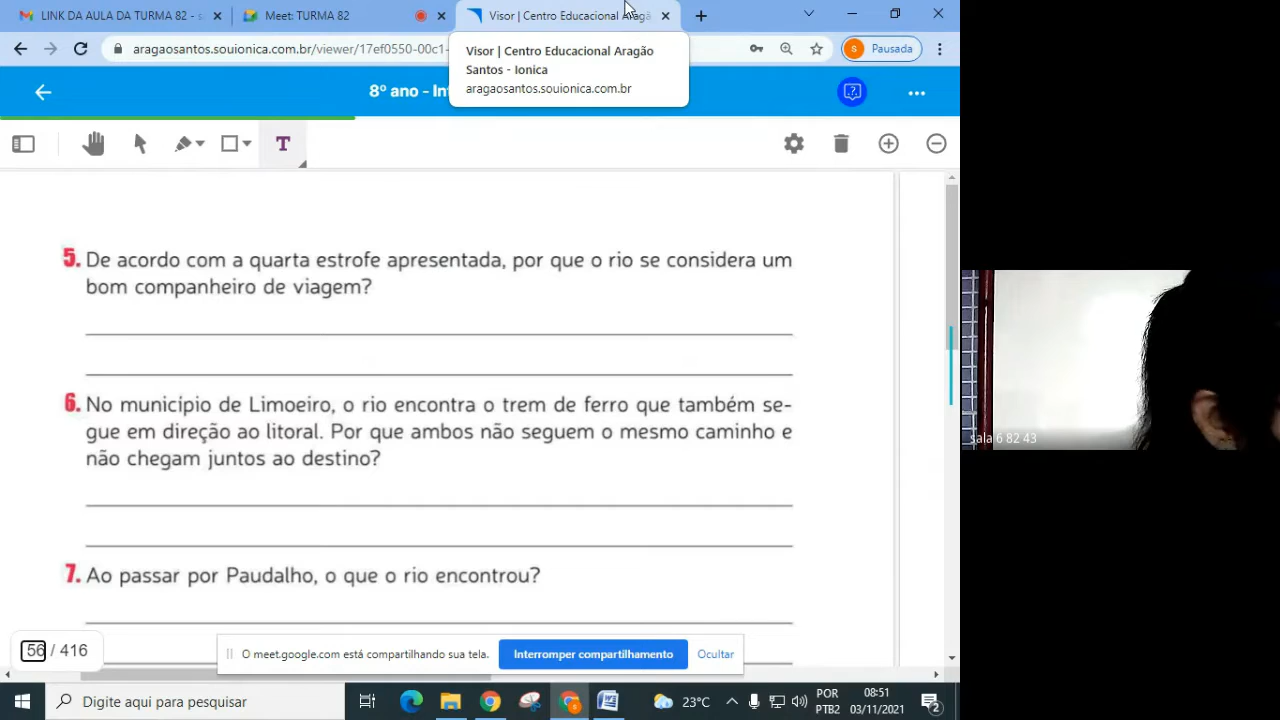 LINK DA AULA DA TURMA 82 - s
Meet: TURMA 82
Visor | Centro Educacional Aragã
aragaosantos.souionica.com.br/viewer/17ef0550-00c1-
S Pausada
Visor | Centro Educacional Aragão
Santos - Ionica
aragaosantos.souionica.com.br
8º ano - In
T
5. De acordo com a quarta estrofe apresentada, por que o rio se considera um
bom companheiro de viagem?
6. No município de Limoeiro, o rio encontra o trem de ferro que também se-
gue em direção ao litoral. Por que ambos não seguem o mesmo caminho e
não chegam juntos ao destino?
sala 6 82 43
7. Ao passar por Paudalho, o que o rio encontrou?
56 / 416
O meet.google.com está compartilhando sua tela.
Interromper compartilhamento
Ocultar
Digite aqui para pesquisar
23°C
POR
PTB2
08:51
03/11/2021
2